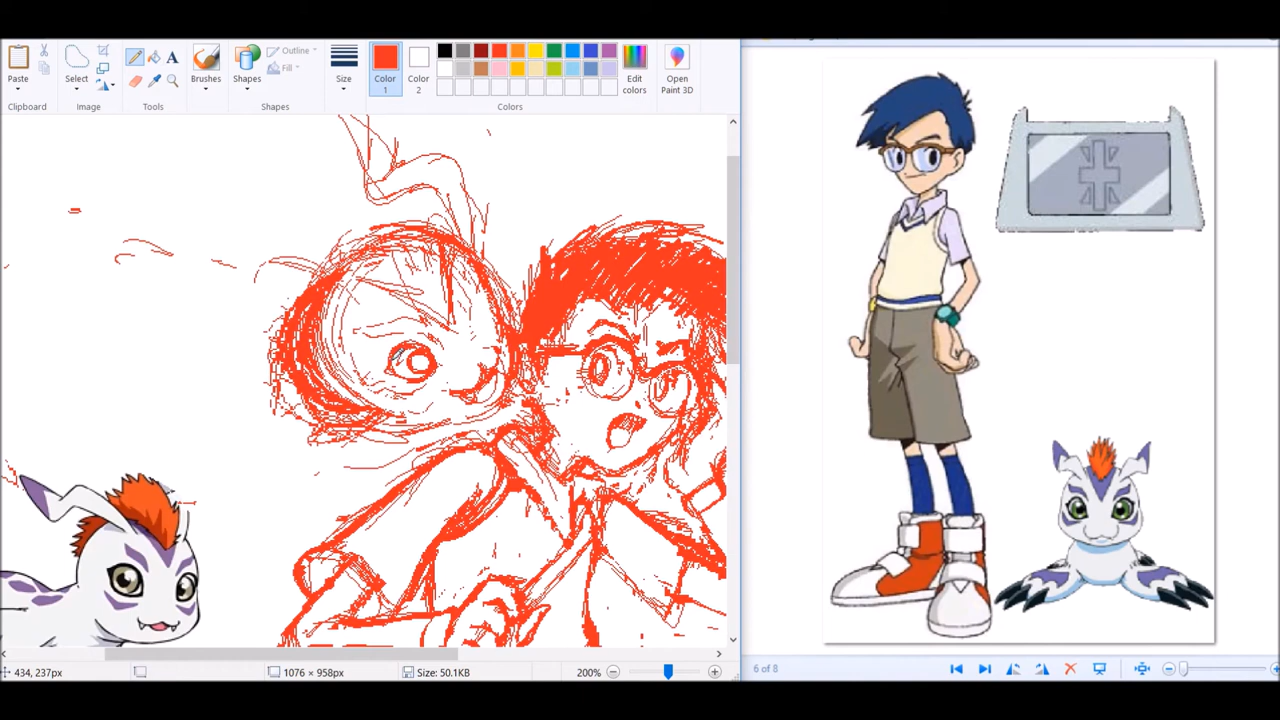 Paste
Select
Brushes
Shapes
Outline
Fill
Size
Color
1
Color
2
Edit
colors
Open
Paint 3D
Clipboard
Image
Tools
Shapes
Colors
434, 237px
1076 × 958px
Size: 50.1KB
200%
6 of 8